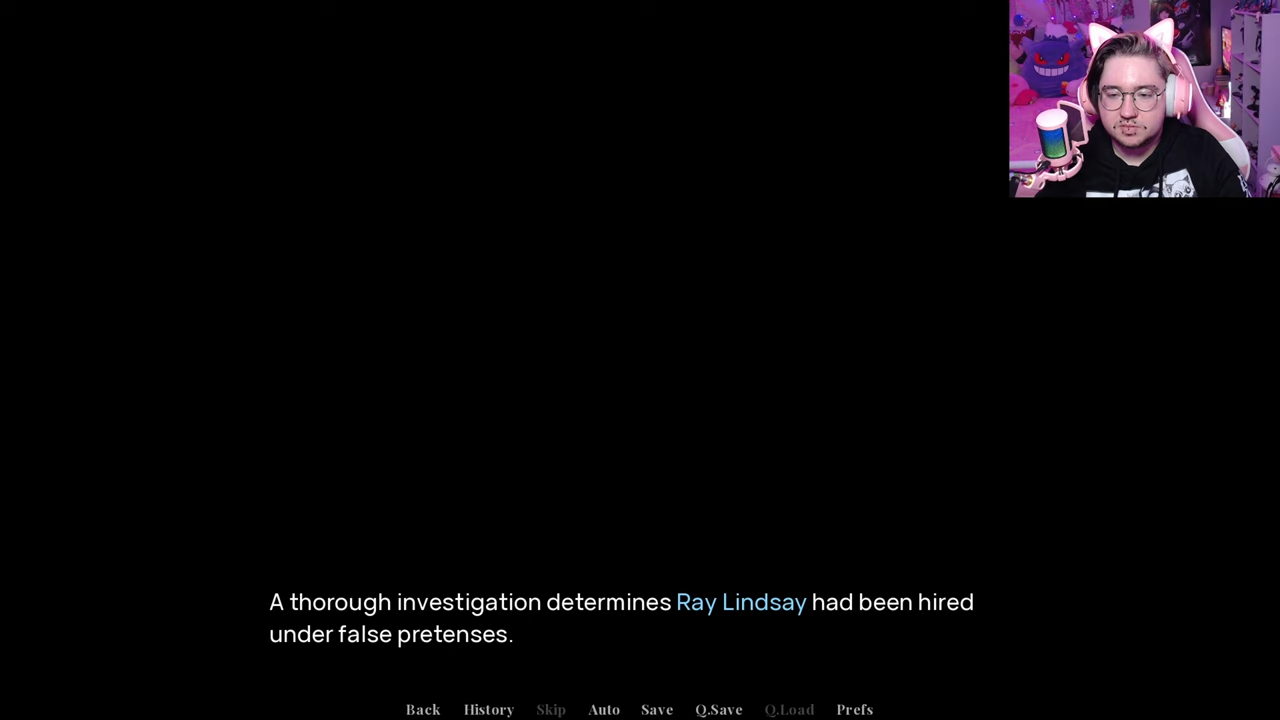 A thorough investigation determines Ray Lindsay had been hired
under false pretenses.
Back History Skip Auto Save Q.Save Q.Load Prefs